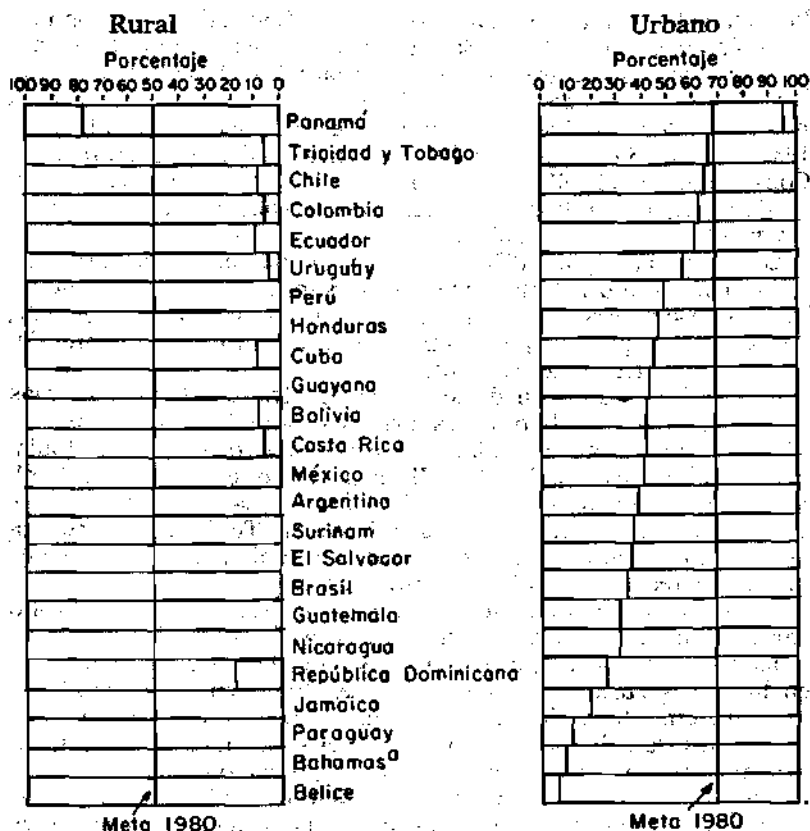 Rural
Urbano
Porcentaje
Porcentaje
100 90 80 70 60 50 40 30 20 10 0
0 10 20 30 40 50 60 70 80 90 100
Panamá
Trinidad y Tobago
Chile
Colombia
Ecuador
Uruguay
Perú
Honduras
Cuba
Guayana
Bolivia
Costa Rica
México
Argentina
Surinam
El Salvador
Brasil
Guatemala
Nicaragua
República Dominicana
Jamaica
Paraguay
Bahamasª
Belice
Meta 1980
Meta 1980